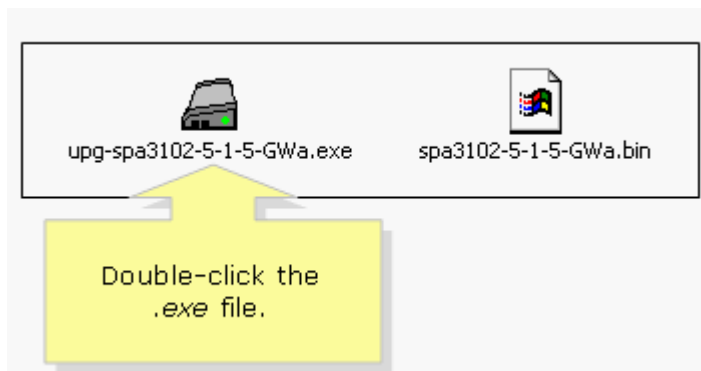 upg-spa3102-5-1-5-GWa.exe spa3102-5-1-5-GWa.bin
Double-click the
.exe file.